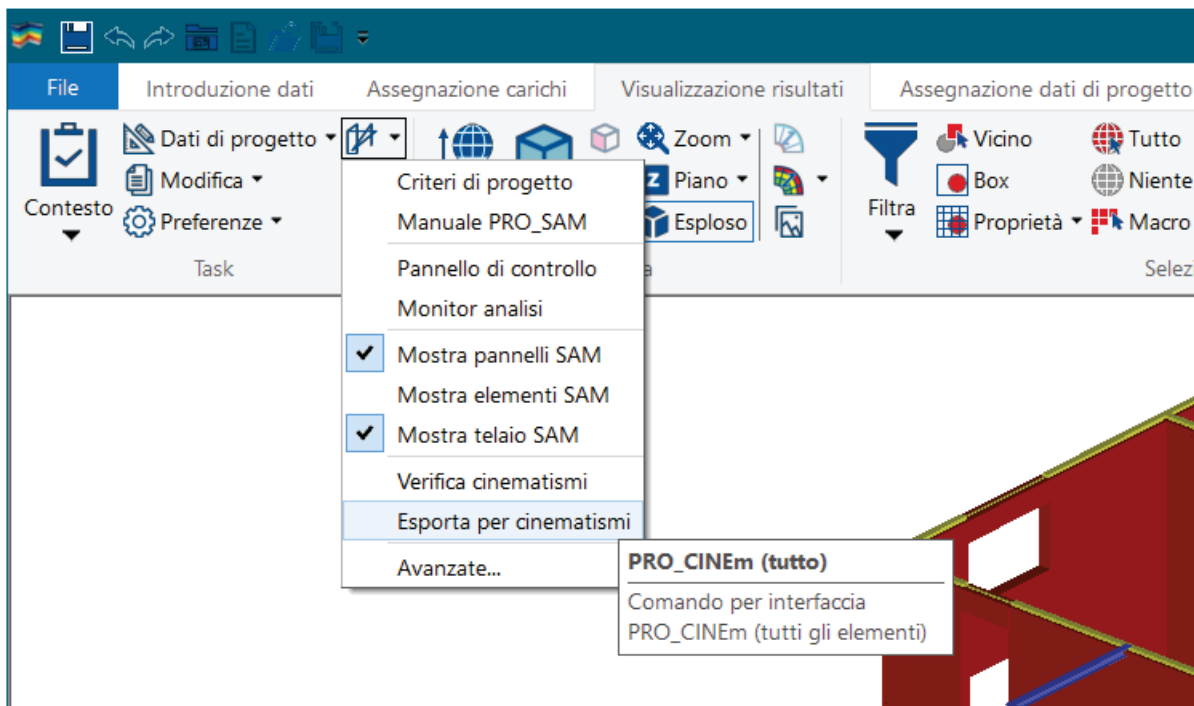 File Introduzione dati Assegnazione carichi Visualizzazione risultati Assegnazione dati di progetto
Contesto
Dati di progetto
Modifica
Preferenze
Task
Zoom
Piano
Esploso
Filtra
Vicino
Box
Proprietà
Tutto
Niente
Macro
Selezi
Criteri di progetto
Manuale PRO_SAM
Pannello di controllo
Monitor analisi
Mostra pannelli SAM
Mostra elementi SAM
Mostra telaio SAM
Verifica cinematismi
Esporta per cinematismi
Avanzate...
PRO_CINEm (tutto)
Comando per interfaccia
PRO_CINEm (tutti gli elementi)